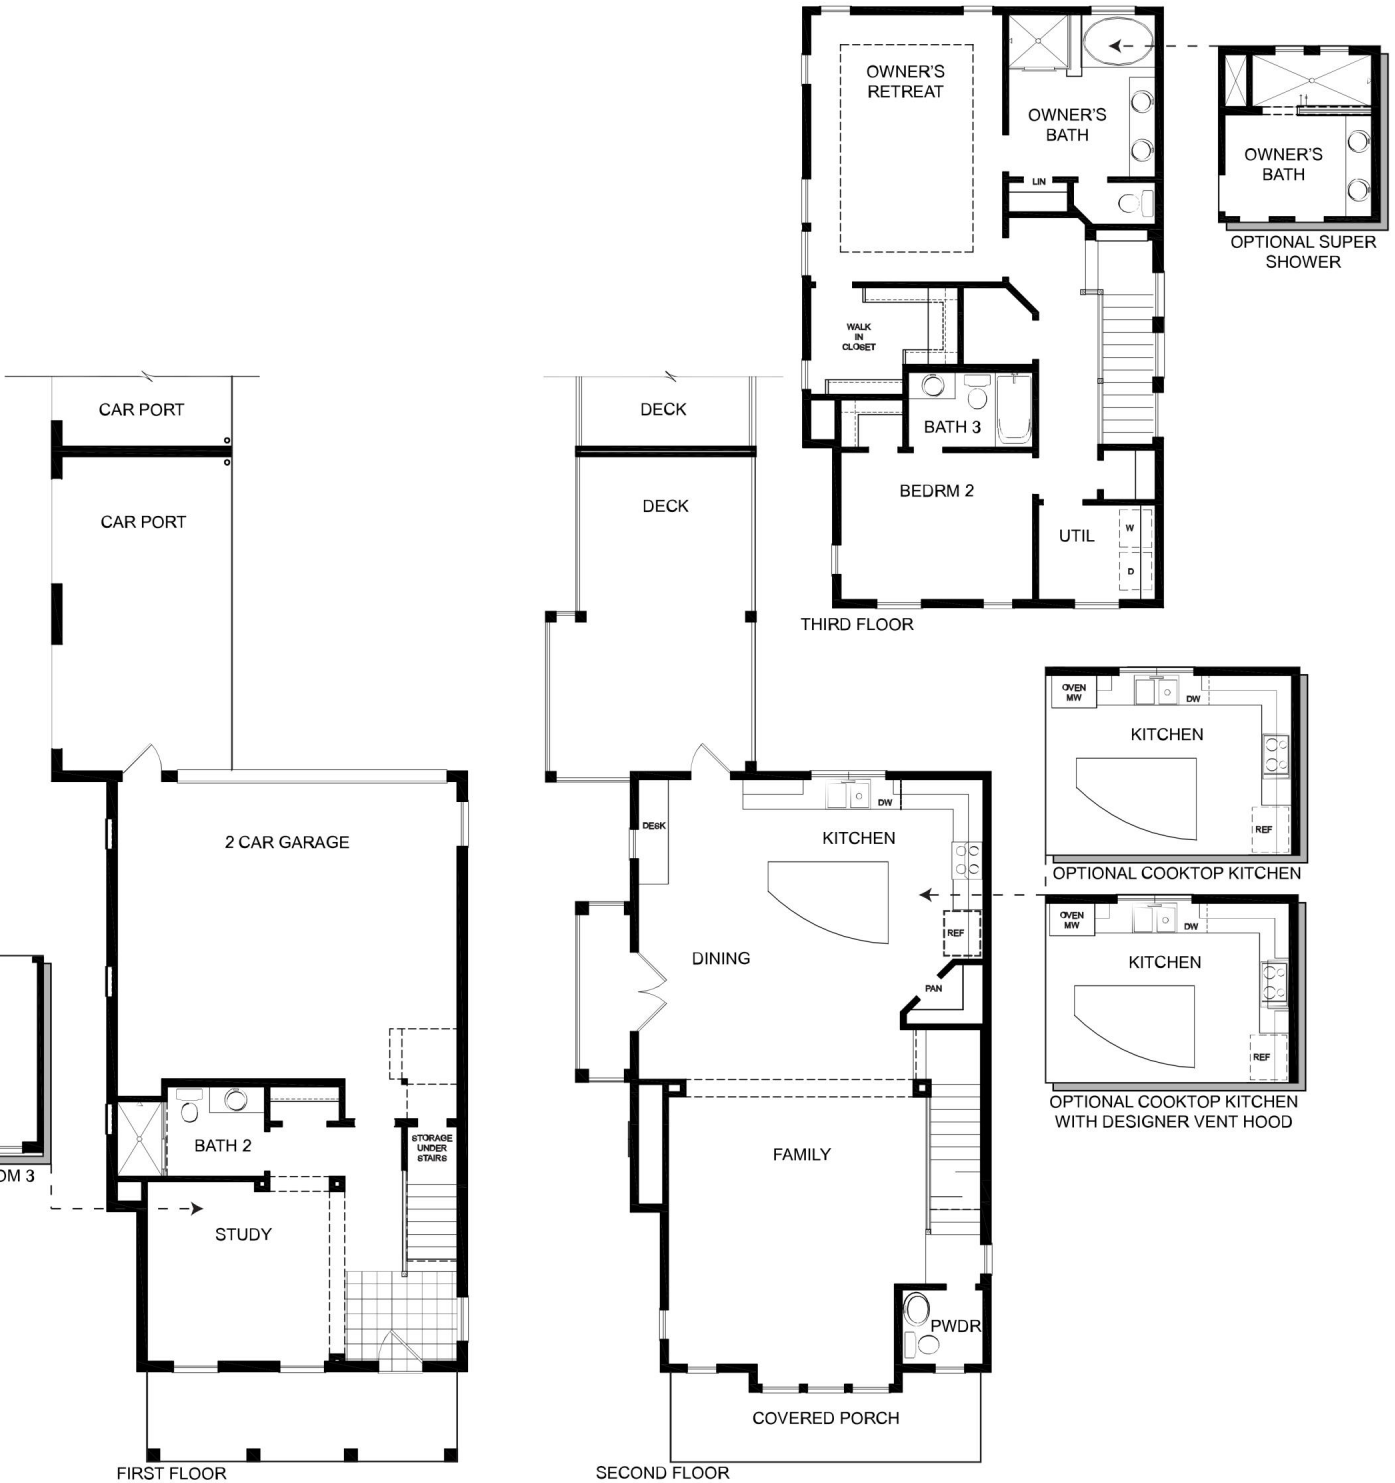 CAR PORT
CAR PORT
2 CAR GARAGE
BATH 2
STORAGE
UNDER
STAIRS
OM 3
STUDY
FIRST FLOOR
DECK
DECK
DESK
DW
KITCHEN
REF
DINING
PAN
FAMILY
PWDR
COVERED PORCH
SECOND FLOOR
OWNER'S
RETREAT
OWNER'S
BATH
LIN
WALK
IN
CLOSET
BATH 3
BEDRM 2
UTIL
W
D
THIRD FLOOR
OWNER'S
BATH
OPTIONAL SUPER
SHOWER
OVEN
MW
DW
KITCHEN
REF
OPTIONAL COOKTOP KITCHEN
OVEN
MW
DW
KITCHEN
REF
OPTIONAL COOKTOP KITCHEN
WITH DESIGNER VENT HOOD